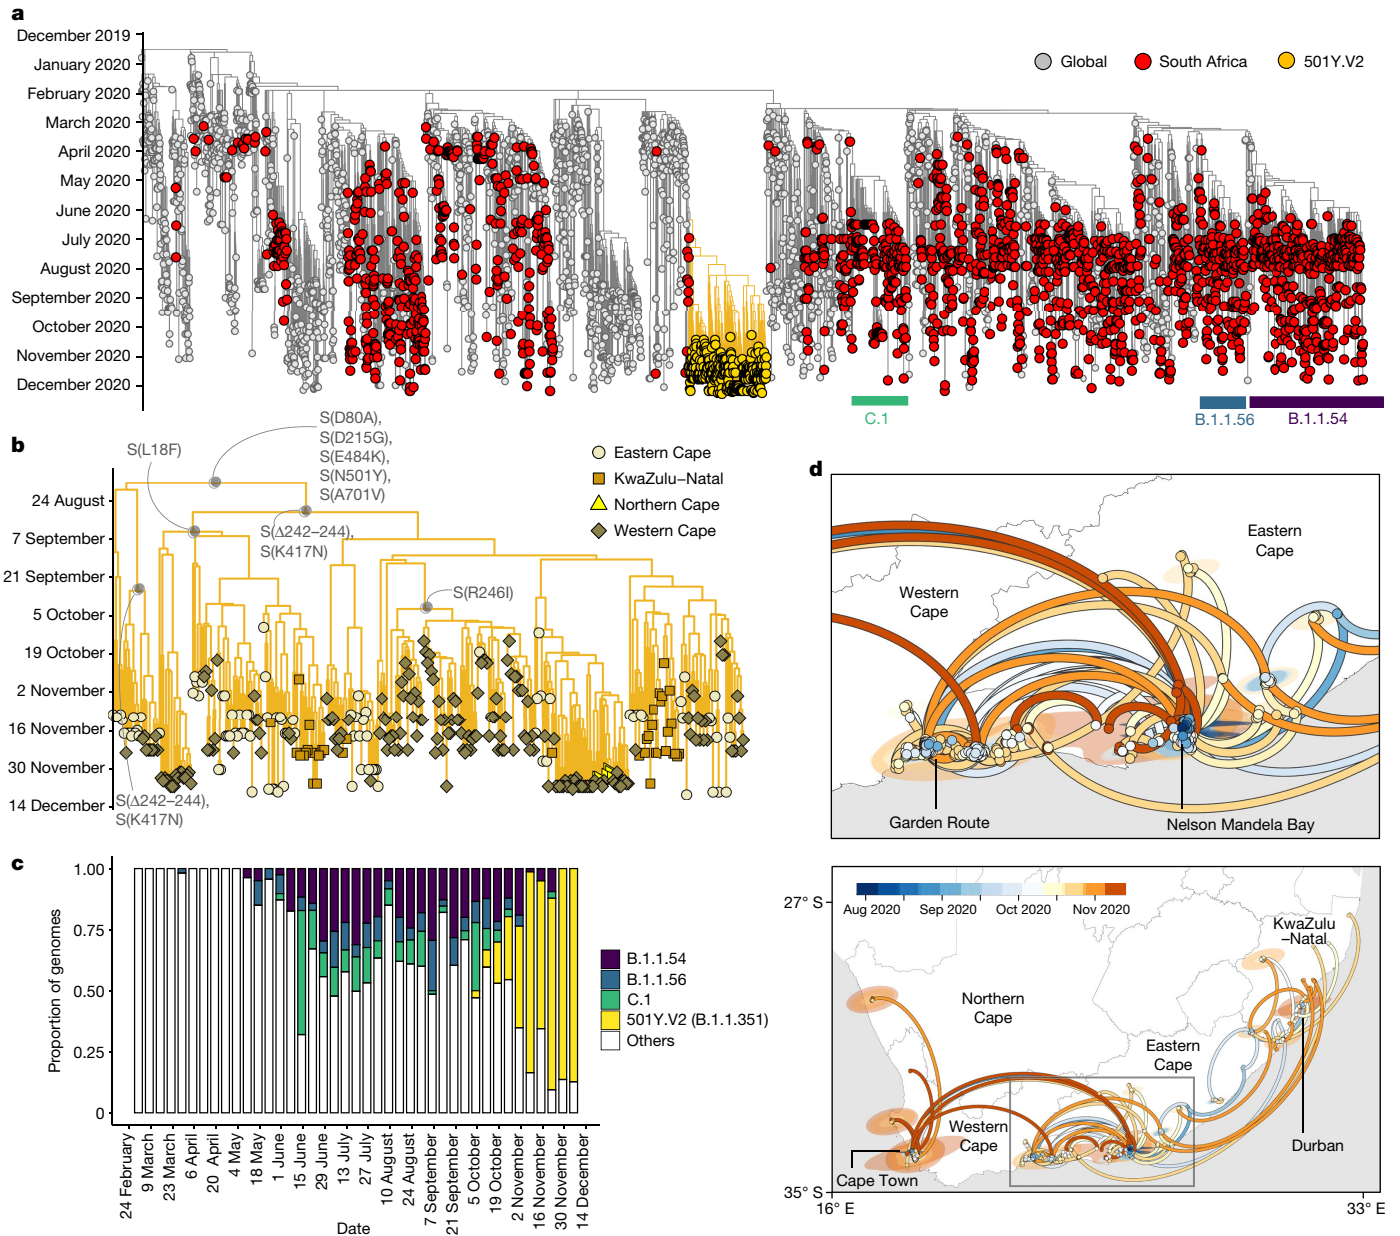 a
December 2019
January 2020
February 2020
March 2020
April 2020
May 2020
June 2020
July 2020
August 2020
September 2020
October 2020
November 2020
December 2020
Global
South Africa
501Y.V2
C.1
B.1.1.56
B.1.1.54
b
24 August
7 September
21 September
5 October
19 October
2 November
16 November
30 November
14 December
S(L18F)
S(D80A),
S(D215G),
S(E484K),
S(N501Y),
S(A701V)
S(Δ242–244),
S(K417N)
S(R246I)
S(Δ242–244),
S(K417N)
Eastern Cape
KwaZulu–Natal
Northern Cape
Western Cape
c
Proportion of genomes
1.00
0.75
0.50
0.25
0
24 February
9 March
23 March
6 April
20 April
4 May
18 May
1 June
15 June
29 June
13 July
27 July
10 August
24 August
7 September
21 September
5 October
19 October
2 November
16 November
30 November
14 December
Date
B.1.1.54
B.1.1.56
C.1
501Y.V2 (B.1.1.351)
Others
d
Eastern
Cape
Western
Cape
Garden Route
Nelson Mandela Bay
27° S
35° S
16° E
33° E
Aug 2020
Sep 2020
Oct 2020
Nov 2020
KwaZulu
–Natal
Northern
Cape
Eastern
Cape
Western
Cape
Cape Town
Durban